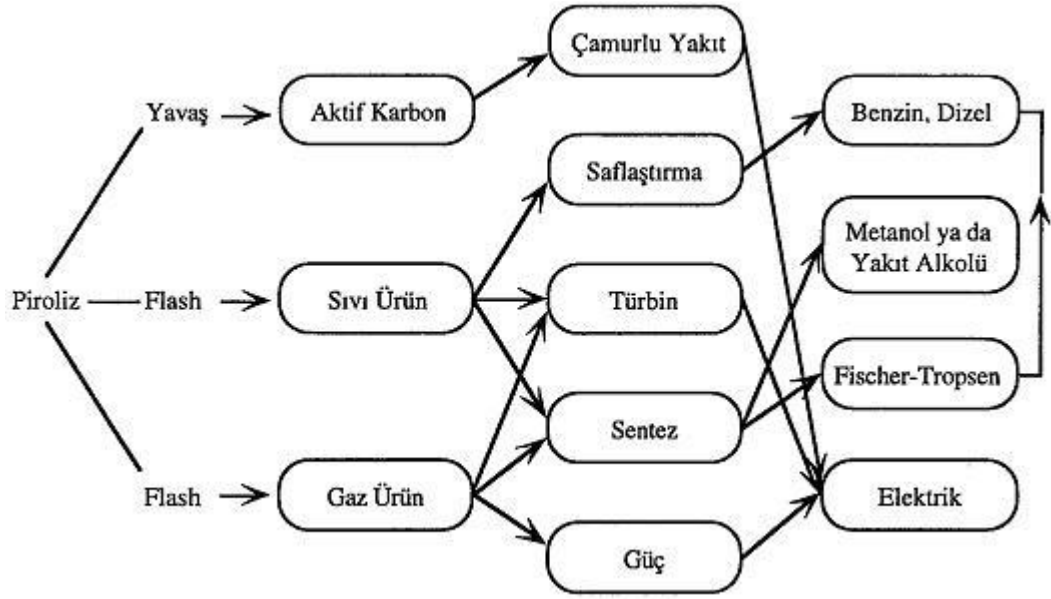 Çamurlu Yakıt
Yavaş
Aktif Karbon
Benzin, Dizel
Saflaştırma
Metanol ya da
Yakıt Alkolü
Piroliz
Flash
Sıvı Ürün
Türbin
Fischer-Tropsen
Sentez
Flash
Gaz Ürün
Elektrik
Güç